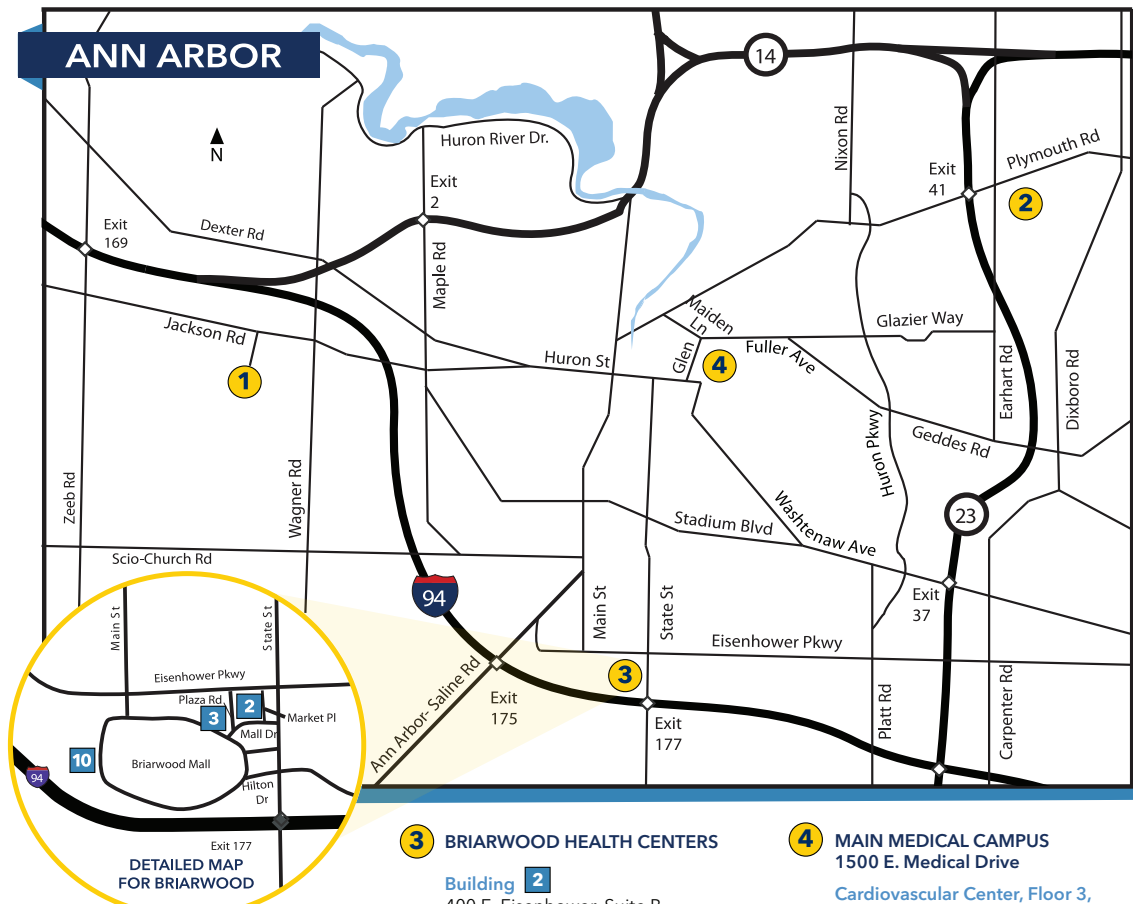 ANN ARBOR
N
14
Huron River Dr.
Nixon Rd
Exit
41
Plymouth Rd
2
Exit
2
Exit
169
Dexter Rd
Maple Rd
Maiden
Ln
Glazier Way
Jackson Rd
Huron St
Glen
4
Fuller Ave
1
Earhart Rd
Dixboro Rd
Huron Pkwy
Geddes Rd
Zeeb Rd
Wagner Rd
Stadium Blvd
Washtenaw Ave
23
Scio-Church Rd
94
Exit
37
Main St
State St
Eisenhower Pkwy
3
Ann Arbor- Saline Rd
Exit
175
Exit
177
Platt Rd
Carpenter Rd
Main St
State St
Eisenhower Pkwy
Plaza Rd
2
3
Market Pl
Mall Dr
10
Briarwood Mall
94
Hilton
Dr
Exit 177
DETAILED MAP
FOR BRIARWOOD
3 BRIARWOOD HEALTH CENTERS
Building 2
400 E. Eisenhower, Suite B
4 MAIN MEDICAL CAMPUS
1500 E. Medical Drive
Cardiovascular Center, Floor 3,